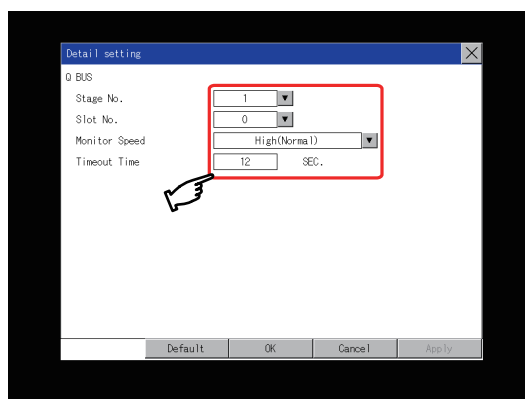 Detail setting
Q BUS
Stage No. 1
Slot No. 0
Monitor Speed High(Normal)
Timeout Time 12 SEC.
Default OK Cancel Apply